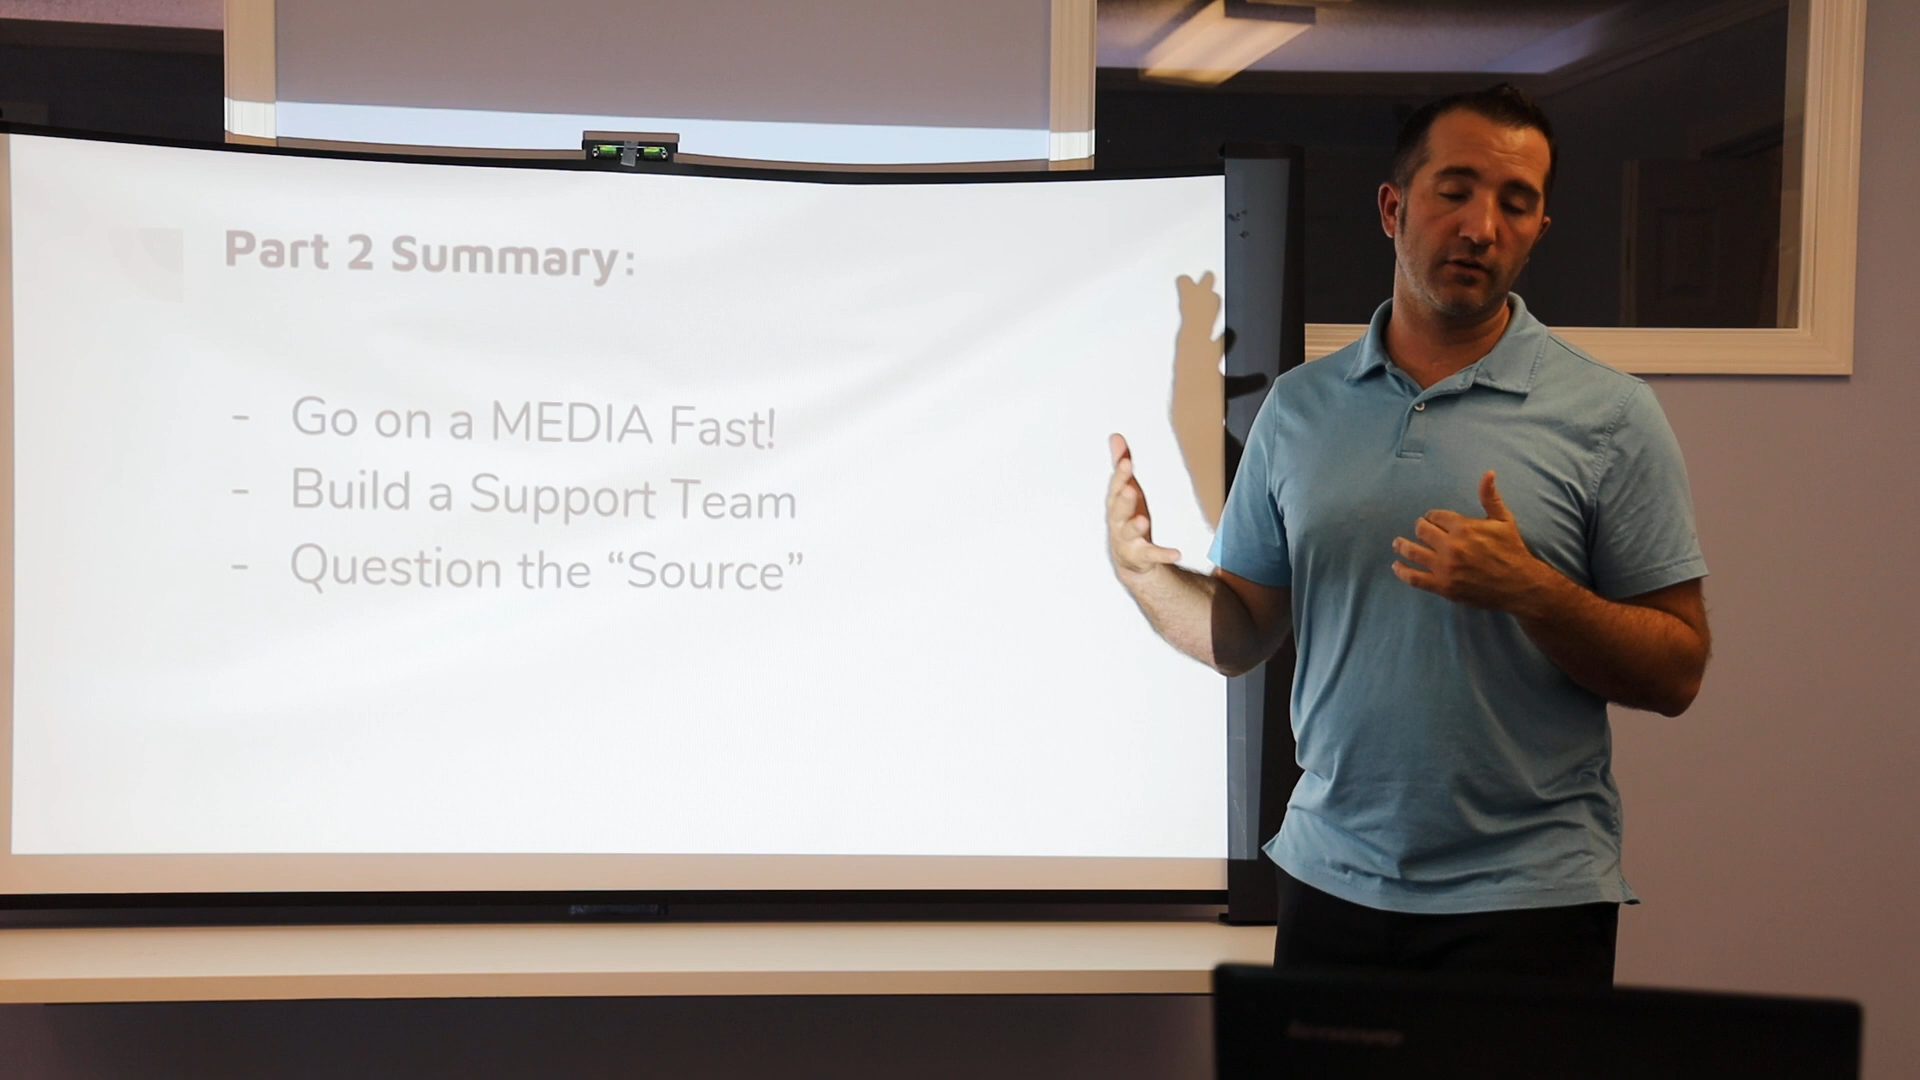 Part 2 Summary:
- Go on a MEDIA Fast!
- Build a Support Team
- Question the “Source”